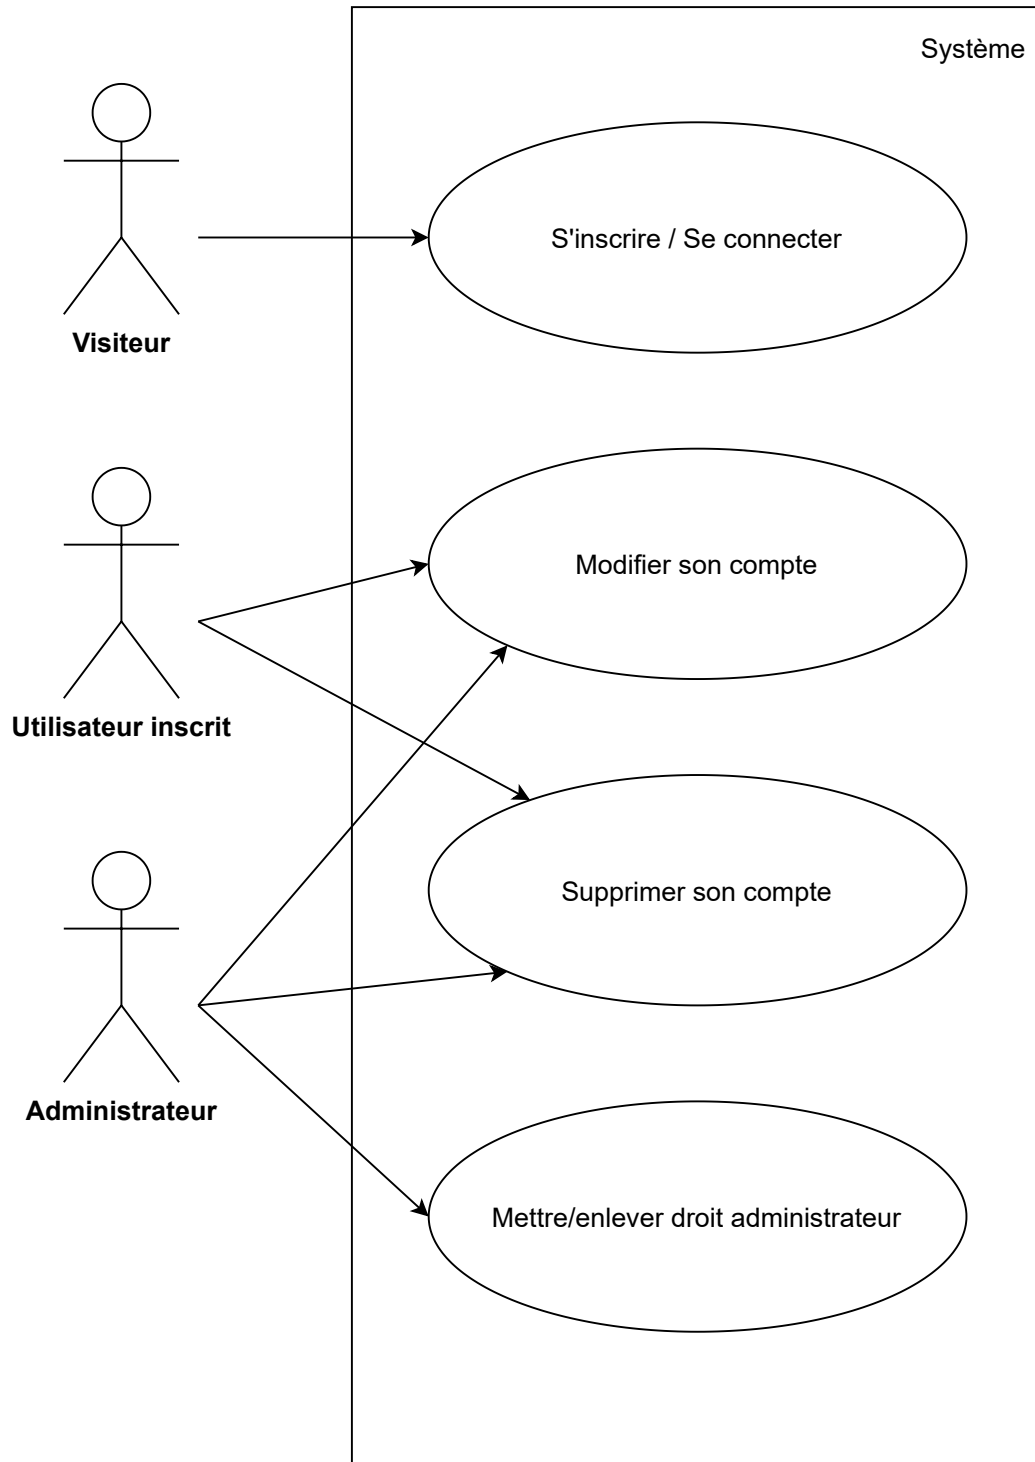 Système
S'inscrire / Se connecter
Visiteur
Modifier son compte
Utilisateur inscrit
Supprimer son compte
Administrateur
Mettre/enlever droit administrateur